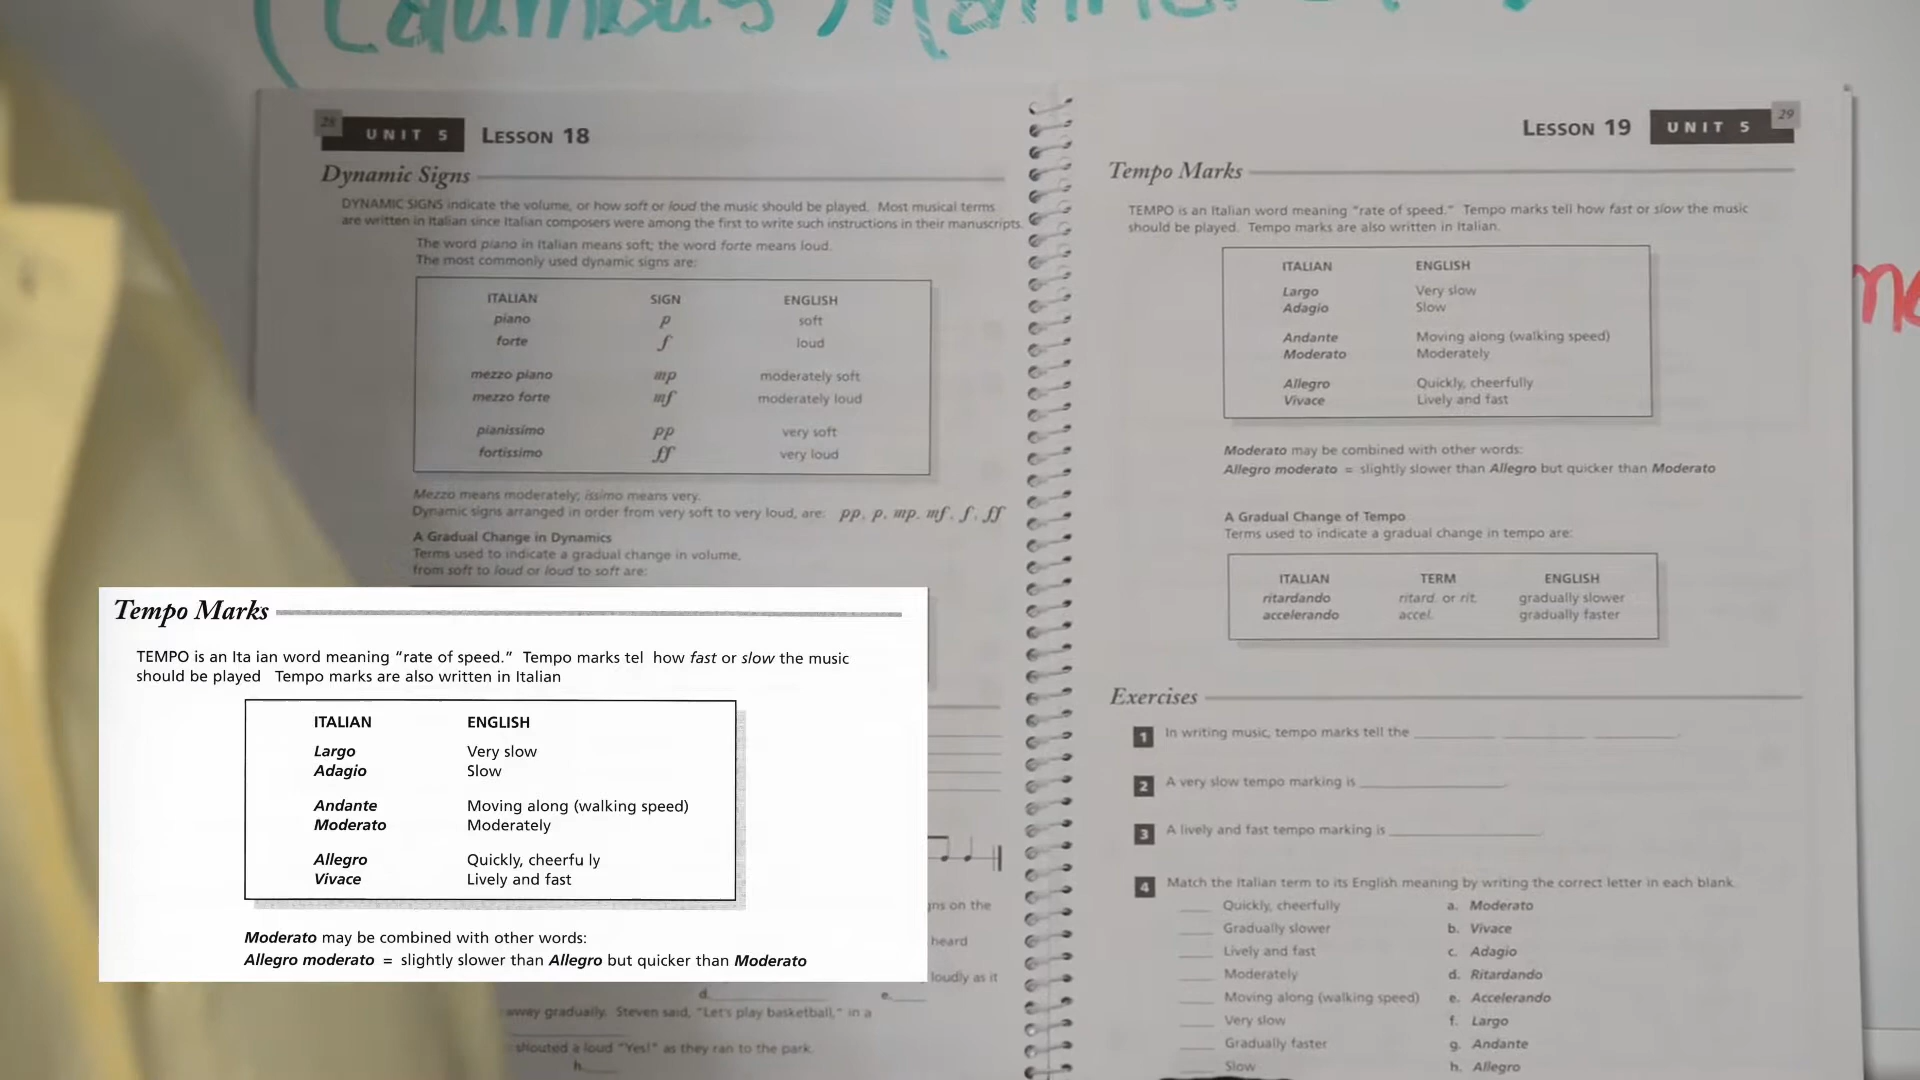 (Columbus Manner
28
UNIT 5 LESSON 18
Dynamic Signs
DYNAMIC SIGNS indicate the volume, or how soft or loud the music should be played. Most musical terms
are written in Italian since Italian composers were among the first to write such instructions in their manuscripts.
The word piano in Italian means soft; the word forte means loud.
The most commonly used dynamic signs are:
ITALIAN SIGN ENGLISH
piano p soft
forte f loud
mezzo piano mp moderately soft
mezzo forte mf moderately loud
pianissimo pp very soft
fortissimo ff very loud
Mezzo means moderately; issimo means very.
Dynamic signs arranged in order from very soft to very loud, are: pp, p, mp, mf, f, ff
A Gradual Change in Dynamics
Terms used to indicate a gradual change in volume,
from soft to loud or loud to soft are:
gns on the
heard
loudly as it
d. e.
away gradually. Steven said, "Let's play basketball," in a
shouted a loud "Yes!" as they ran to the park.
h.
LESSON 19 UNIT 5
29
Tempo Marks
TEMPO is an Italian word meaning "rate of speed." Tempo marks tell how fast or slow the music
should be played. Tempo marks are also written in Italian.
ITALIAN ENGLISH
Largo Very slow
Adagio Slow
Andante Moving along (walking speed)
Moderato Moderately
Allegro Quickly, cheerfully
Vivace Lively and fast
Moderato may be combined with other words:
Allegro moderato = slightly slower than Allegro but quicker than Moderato
A Gradual Change of Tempo
Terms used to indicate a gradual change in tempo are:
ITALIAN TERM ENGLISH
ritardando ritard. or rit. gradually slower
accelerando accel. gradually faster
Exercises
1 In writing music, tempo marks tell the
2 A very slow tempo marking is
3 A lively and fast tempo marking is
4 Match the Italian term to its English meaning by writing the correct letter in each blank.
Quickly, cheerfully a. Moderato
Gradually slower b. Vivace
Lively and fast c. Adagio
Moderately d. Ritardando
Moving along (walking speed) e. Accelerando
Very slow f. Largo
Gradually faster g. Andante
Slow h. Allegro
Tempo Marks
TEMPO is an Ita ian word meaning “rate of speed.” Tempo marks tel how fast or slow the music
should be played Tempo marks are also written in Italian
ITALIAN ENGLISH
Largo Very slow
Adagio Slow
Andante Moving along (walking speed)
Moderato Moderately
Allegro Quickly, cheerfu ly
Vivace Lively and fast
Moderato may be combined with other words:
Allegro moderato = slightly slower than Allegro but quicker than Moderato